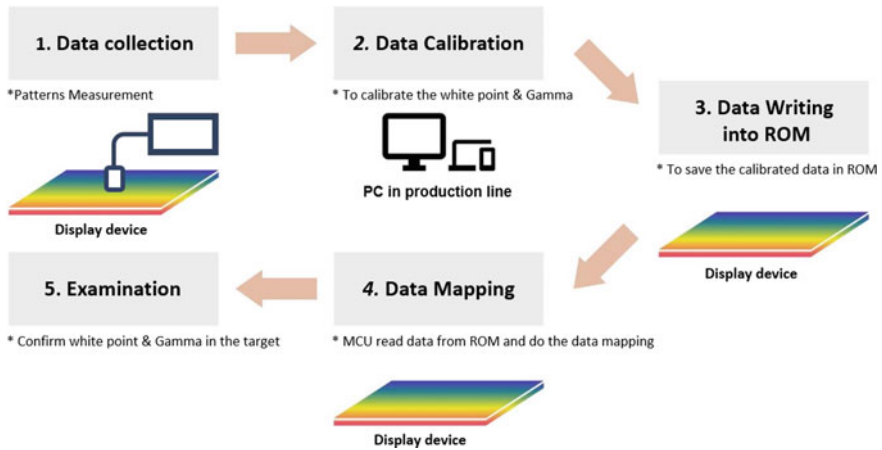 1. Data collection
*Patterns Measurement
Display device
2. Data Calibration
* To calibrate the white point & Gamma
PC in production line
3. Data Writing
into ROM
* To save the calibrated data in ROM
Display device
4. Data Mapping
* MCU read data from ROM and do the data mapping
Display device
5. Examination
* Confirm white point & Gamma in the target